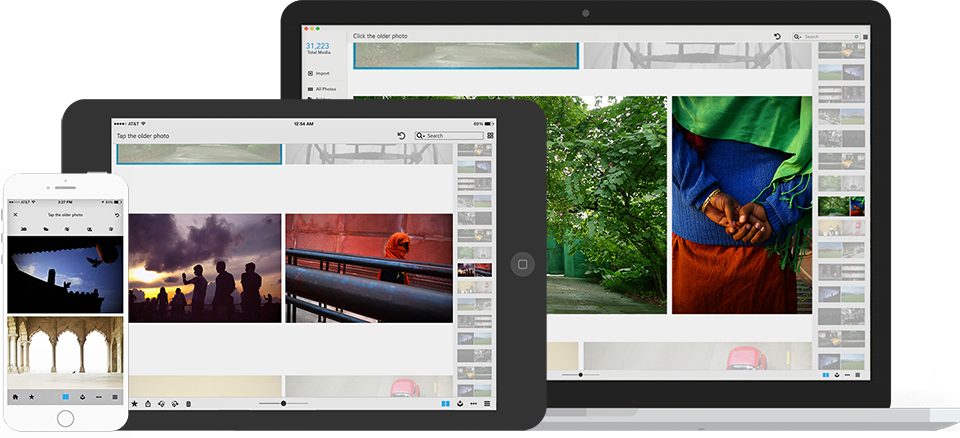 Click the older photo
Search
31,223
Total Media
Import
All Photos
AT&T
12:54 AM
69%
Tap the older photo
Search
AT&T
3:27 PM
Tap the older photo